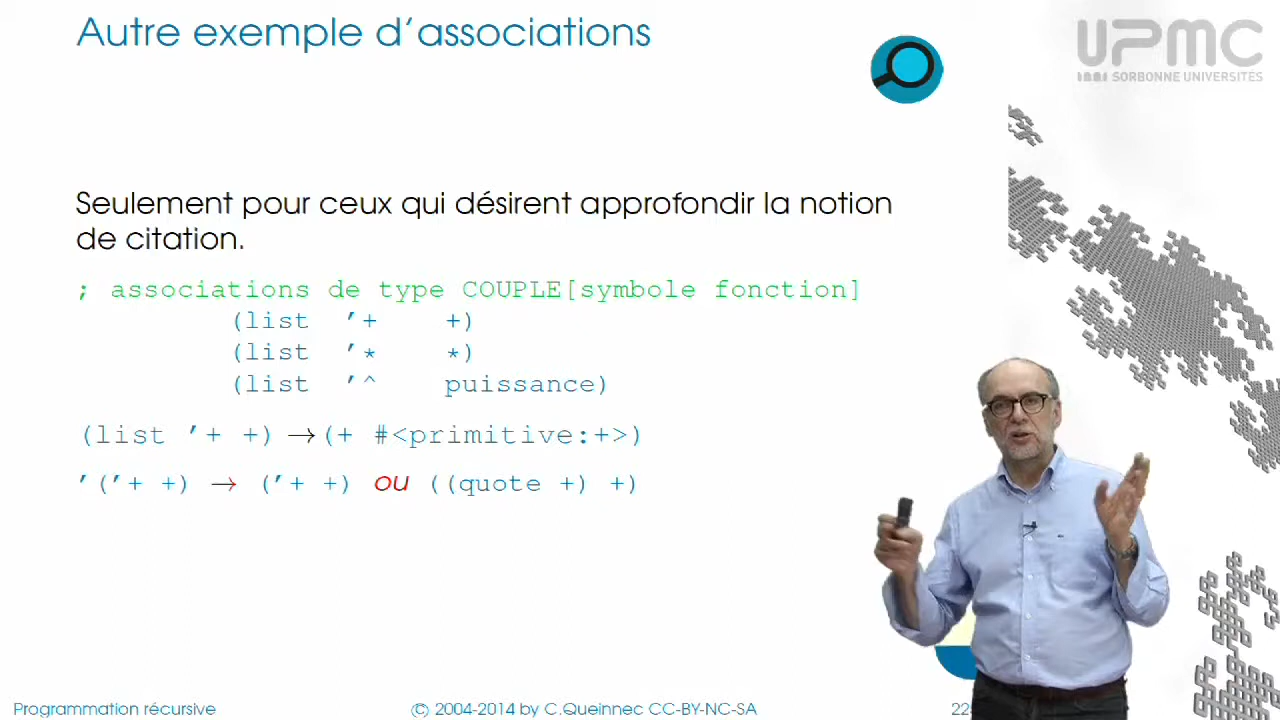 Autre exemple d’associations
UPMC
SORBONNE UNIVERSITÉS
Seulement pour ceux qui désirent approfondir la notion
de citation.
; associations de type COUPLE[symbole fonction]
(list ’+ +)
(list ’* *)
(list ’^ puissance)
(list ’+ +) → (+ #<primitive:+>)
’(’+ +) → (’+ +) ou ((quote +) +)
Programmation récursive
© 2004-2014 by C.Queinnec CC-BY-NC-SA